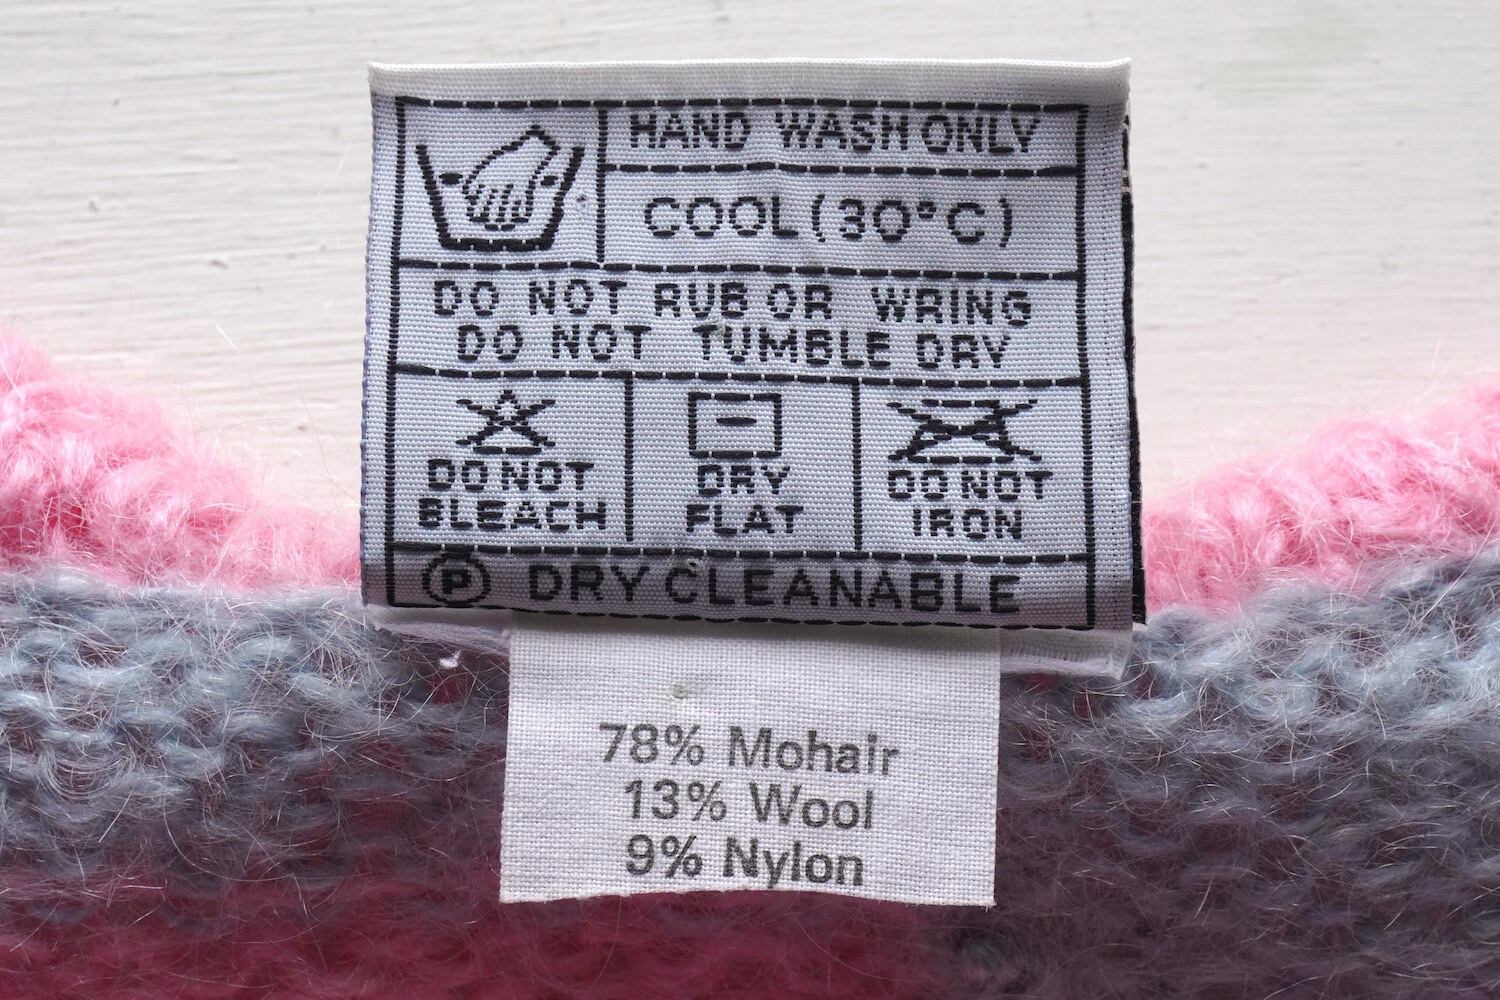 HAND WASH ONLY
COOL (30°C)
DO NOT RUB OR WRING
DO NOT TUMBLE DRY
DO NOT
BLEACH
DRY
FLAT
DO NOT
IRON
P DRY CLEANABLE
78% Mohair
13% Wool
9% Nylon